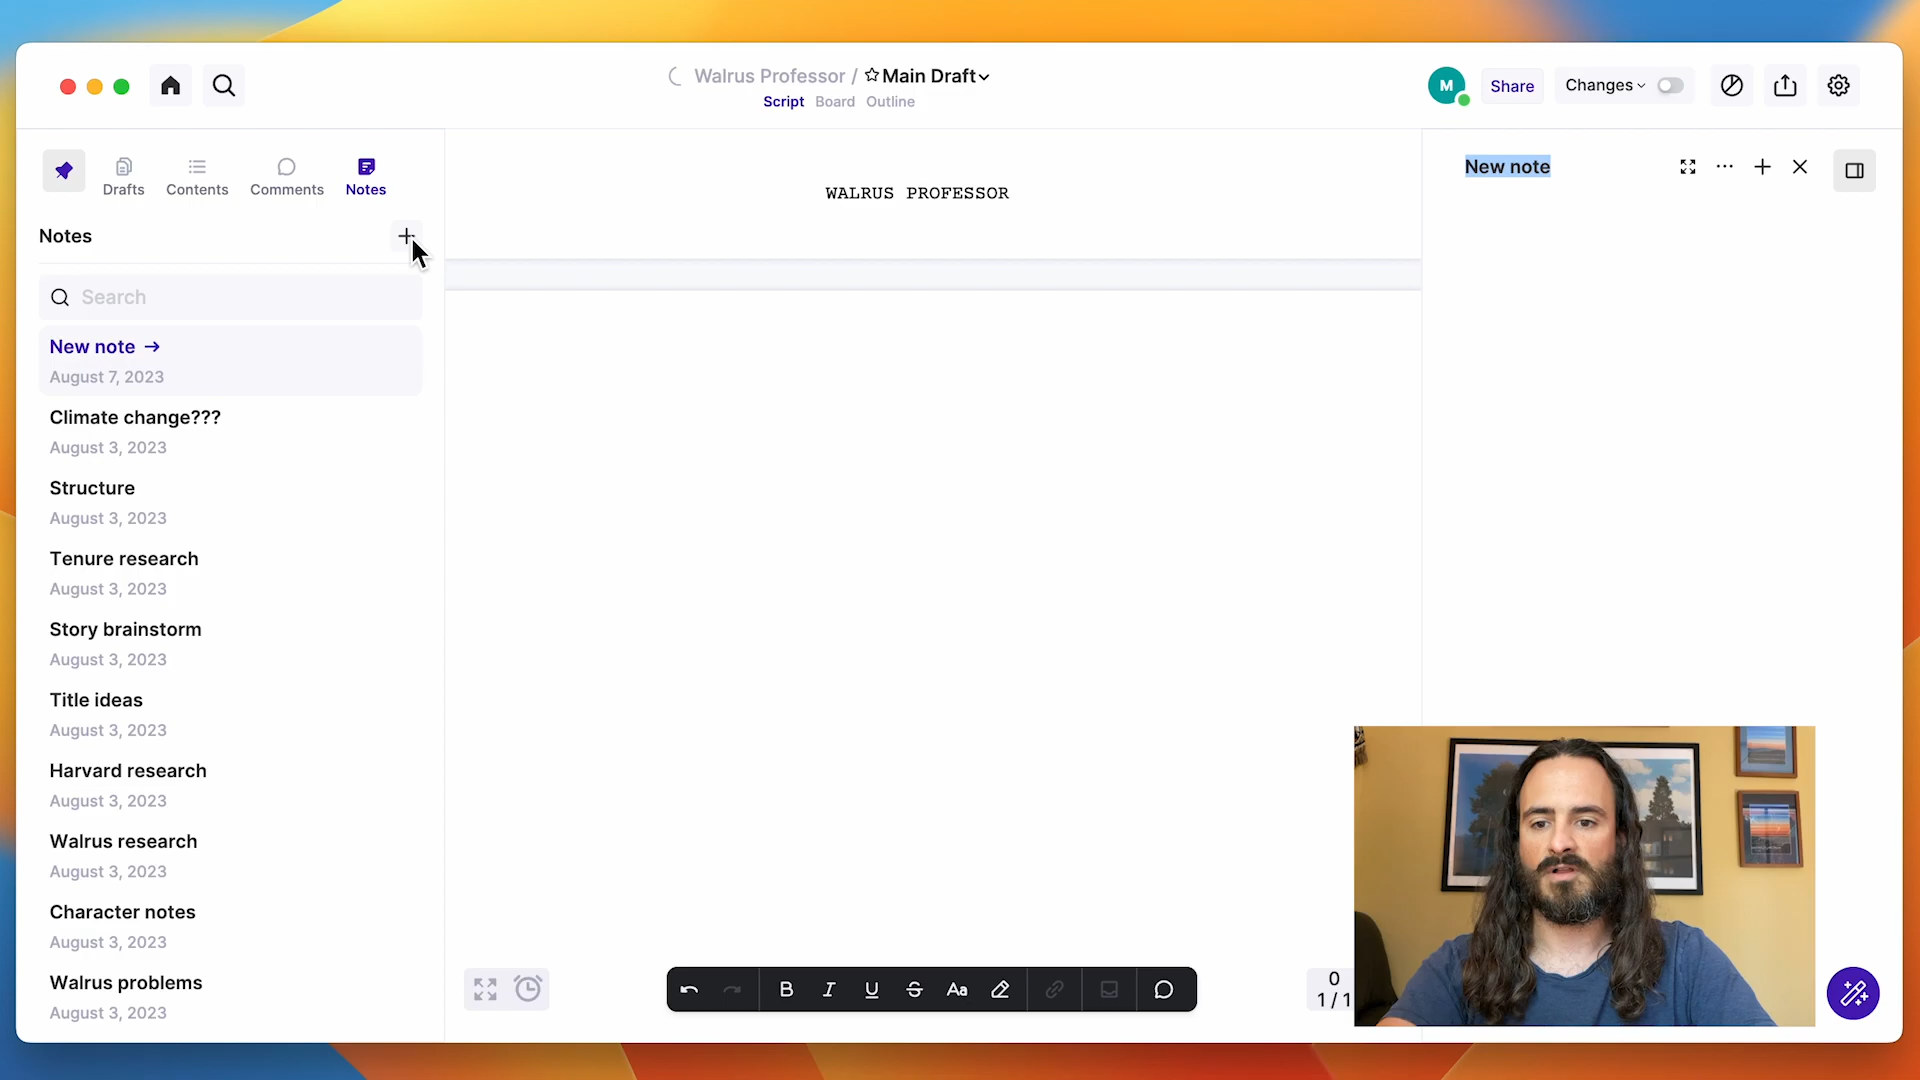 Walrus Professor / Main Draft
Script Board Outline
M
Share
Changes
Drafts
Contents
Comments
Notes
Notes
Search
New note →
August 7, 2023
Climate change???
August 3, 2023
Structure
August 3, 2023
Tenure research
August 3, 2023
Story brainstorm
August 3, 2023
Title ideas
August 3, 2023
Harvard research
August 3, 2023
Walrus research
August 3, 2023
Character notes
August 3, 2023
Walrus problems
August 3, 2023
WALRUS PROFESSOR
B I U S Aa
0
1 / 1
New note